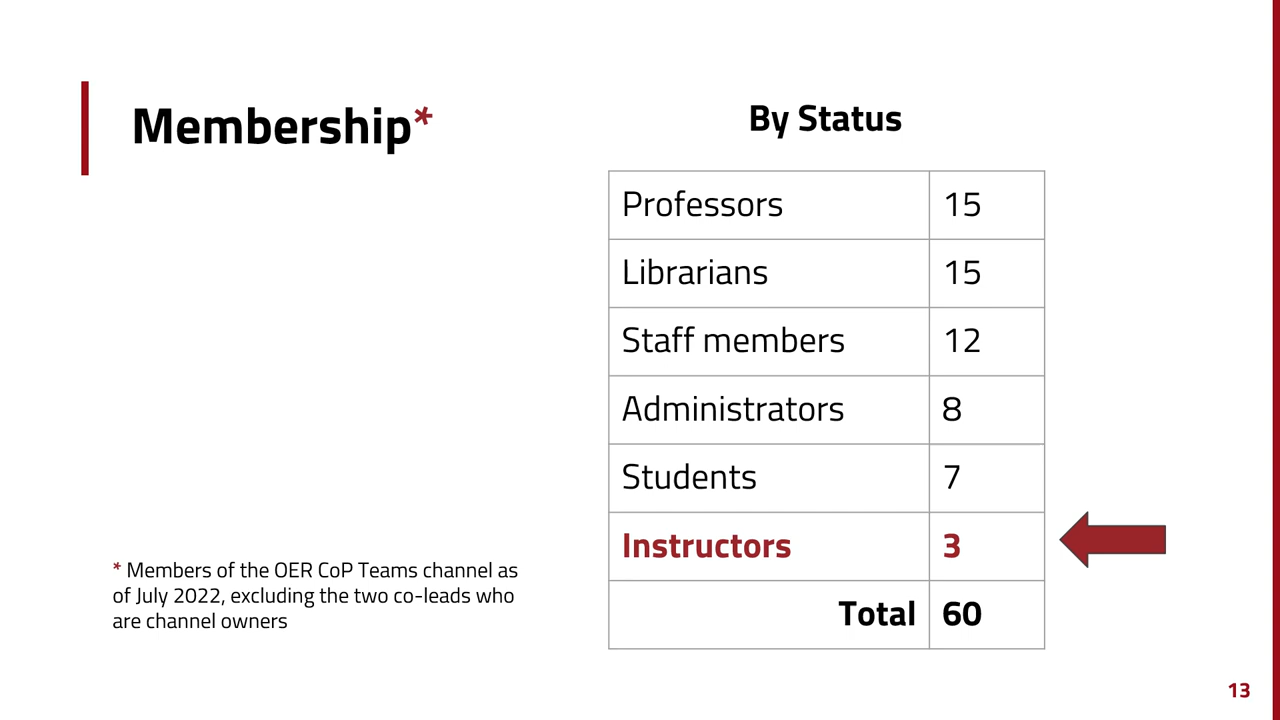 Membership*
By Status
Professors 15
Librarians 15
Staff members 12
Administrators 8
Students 7
Instructors 3
Total 60
* Members of the OER CoP Teams channel as
of July 2022, excluding the two co-leads who
are channel owners
13